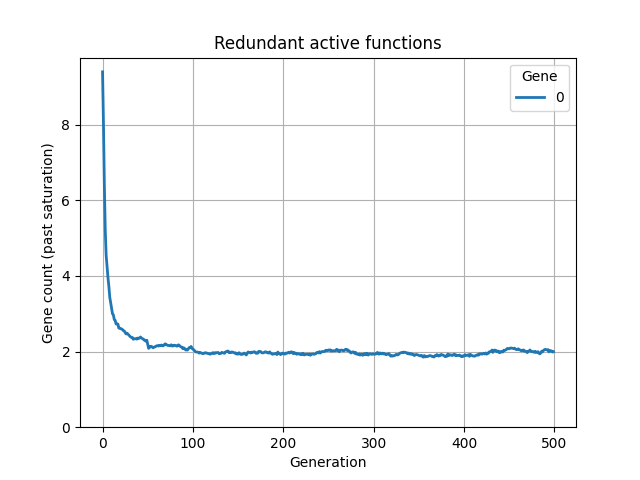 Redundant active functions
Gene
0
Gene count (past saturation)
8
6
4
2
0
0 100 200 300 400 500
Generation